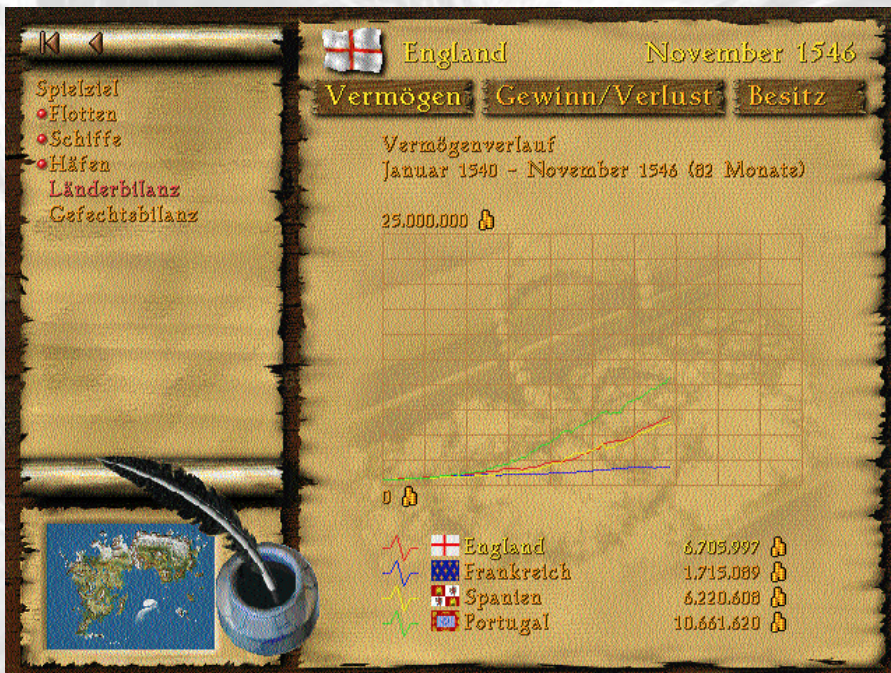 Spielziel
Flotten
Schiffe
Häfen
Länderbilanz
Gefechtsbilanz
England November 1546
Vermögen Gewinn/Verlust Besitz
Vermögenverlauf
Januar 1540 - November 1546 (82 Monate)
25.000.000
0
England 6.705.997
Frankreich 1.715.089
Spanien 6.220.608
Portugal 10.661.620